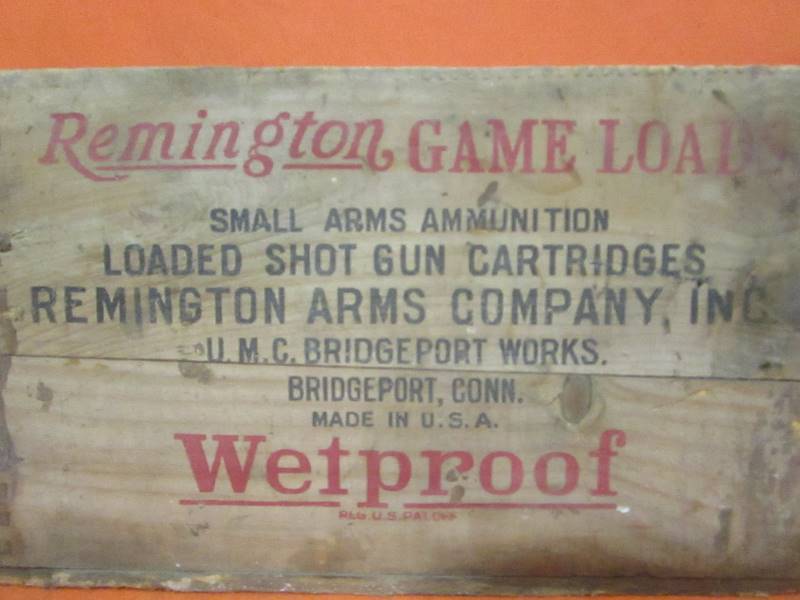 Remington GAME LOADS
SMALL ARMS AMMUNITION
LOADED SHOT GUN CARTRIDGES
REMINGTON ARMS COMPANY, INC.
U.M.C. BRIDGEPORT WORKS.
BRIDGEPORT, CONN.
MADE IN U.S.A.
Wetproof
REG. U.S. PAT. OFF.